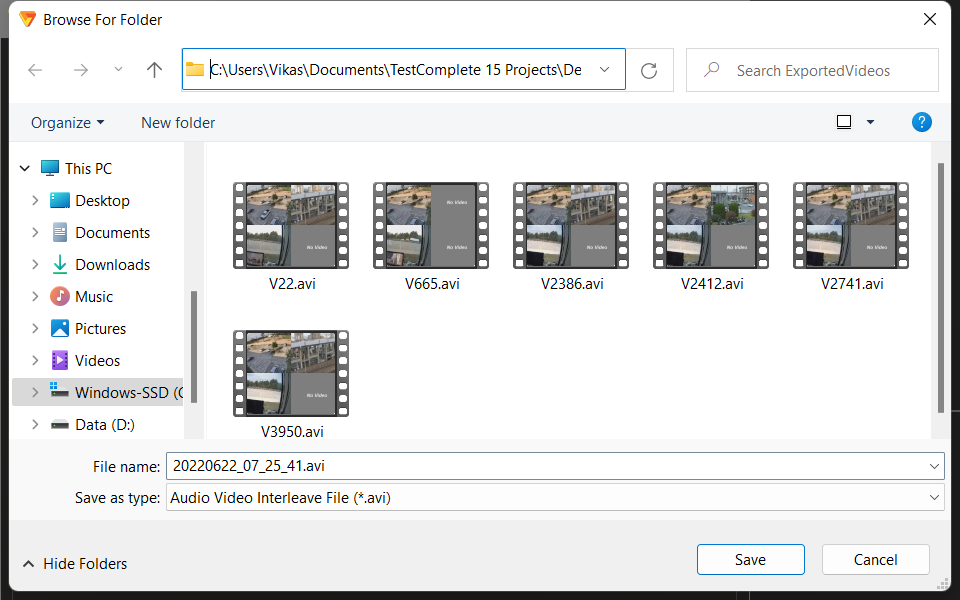 Browse For Folder
C:\Users\Vikas\Documents\TestComplete 15 Projects\De
Search ExportedVideos
Organize
New folder
?
This PC
Desktop
Documents
Downloads
Music
Pictures
Videos
Windows-SSD (C
Data (D:)
No Video
No Video
No Video
No Video
No Video
No Video
V22.avi
V665.avi
V2386.avi
V2412.avi
V2741.avi
No Video
V3950.avi
File name: 20220622_07_25_41.avi
Save as type: Audio Video Interleave File (*.avi)
Hide Folders
Save
Cancel